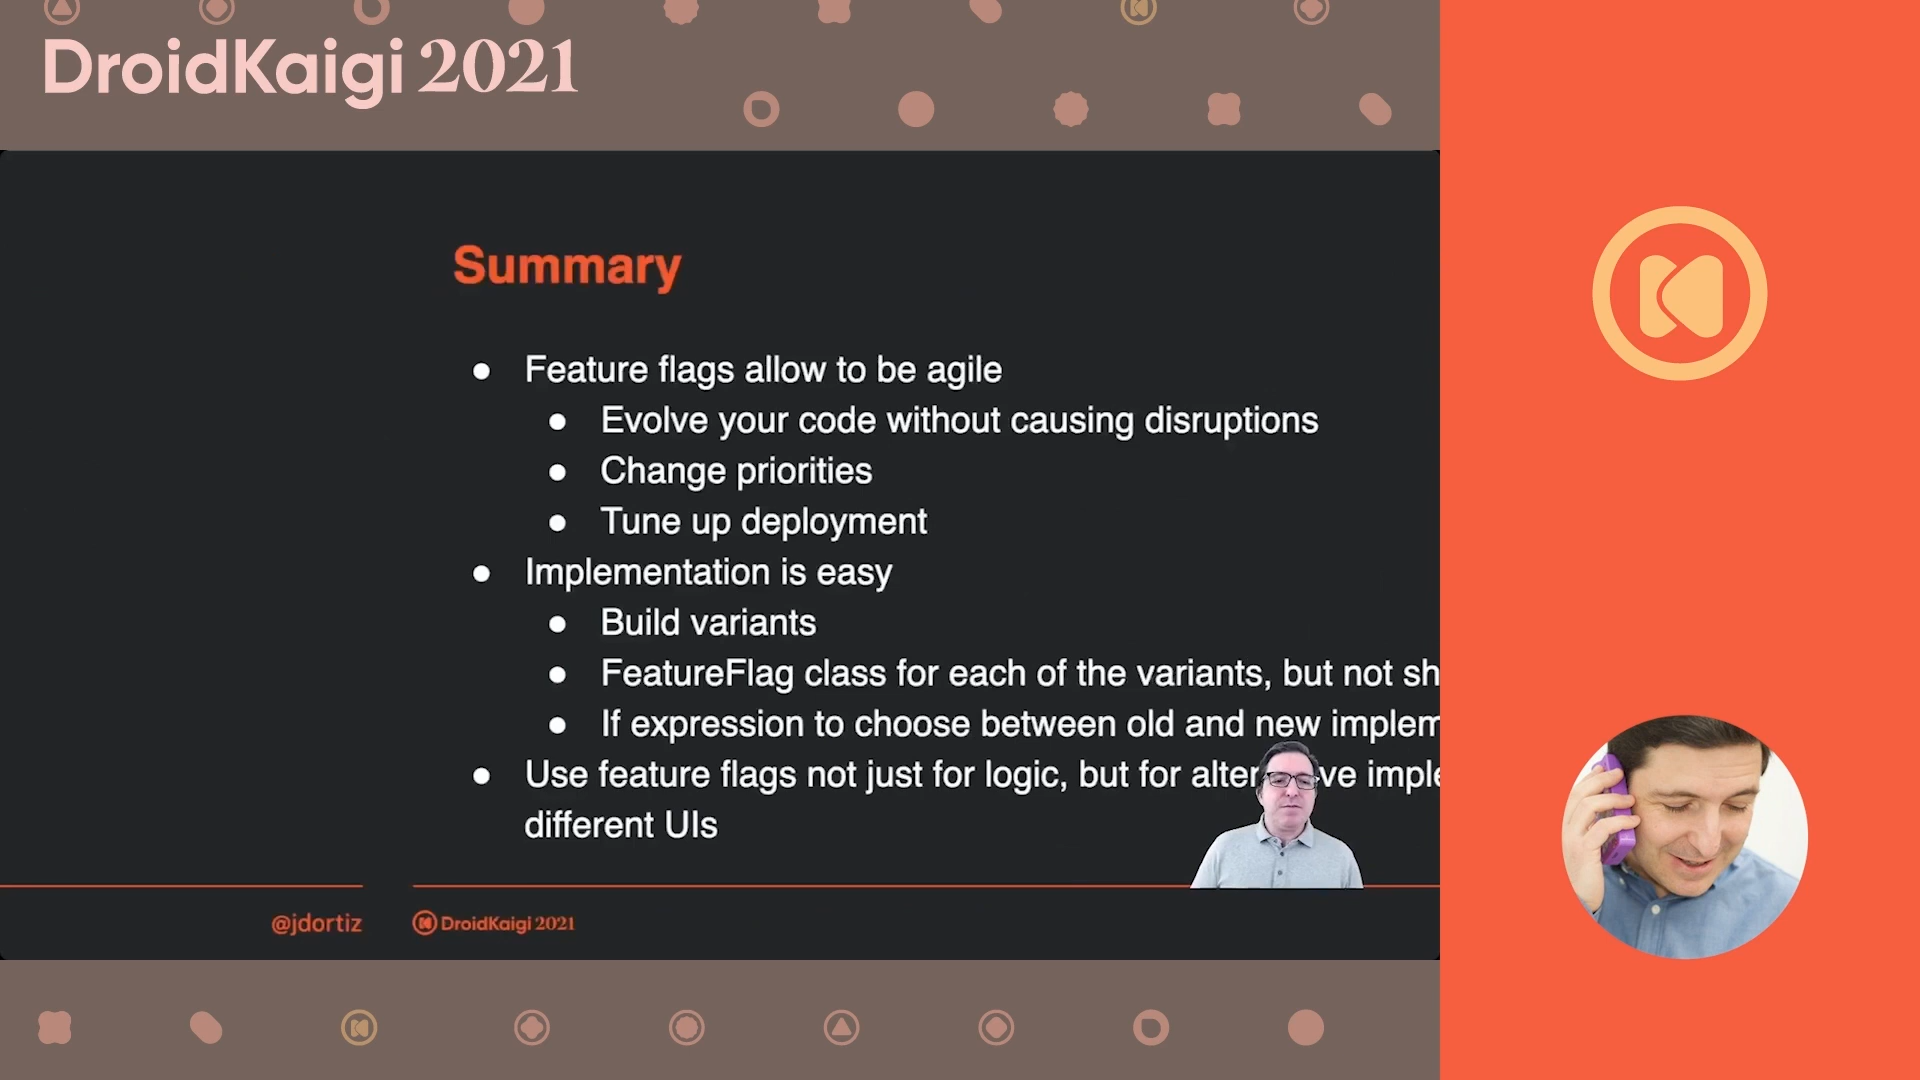 DroidKaigi 2021
Summary
● Feature flags allow to be agile
● Evolve your code without causing disruptions
● Change priorities
● Tune up deployment
● Implementation is easy
● Build variants
● FeatureFlag class for each of the variants, but not sh
● If expression to choose between old and new implem
● Use feature flags not just for logic, but for
different UIs
@jdortiz
DroidKaigi 2021